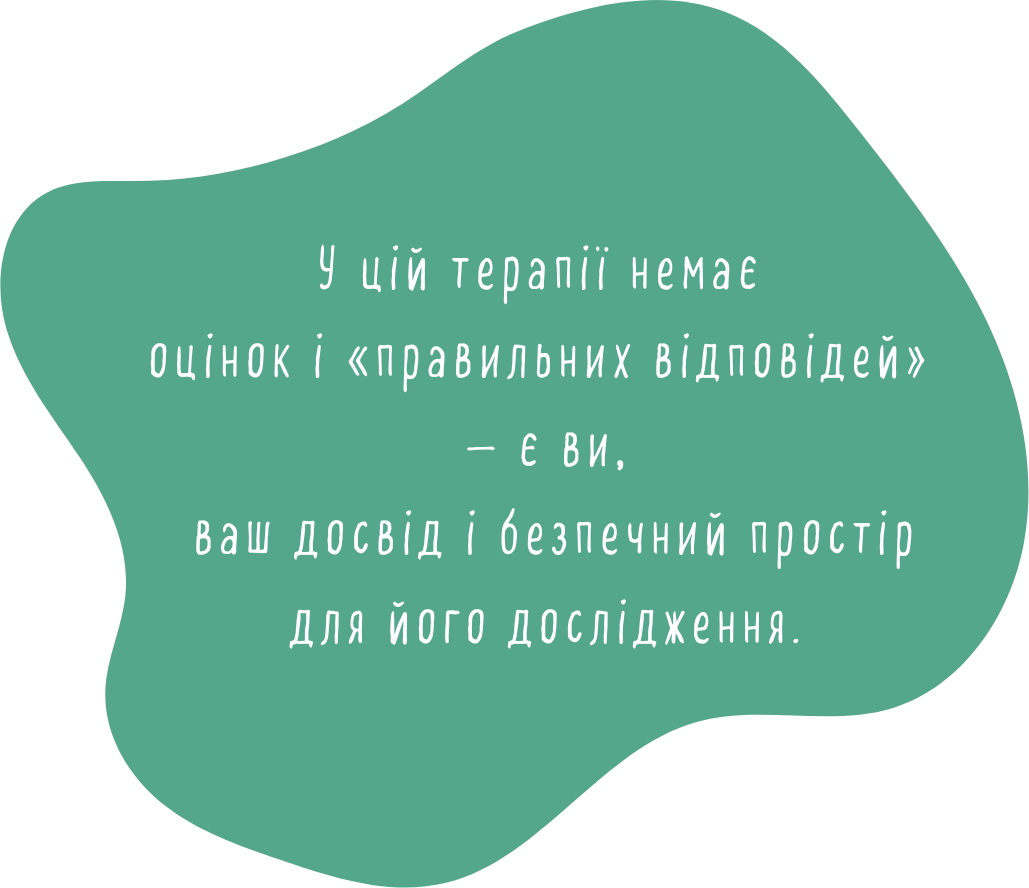 У цій терапії немає
оцінок і «правильних відповідей»
— є ви,
ваш досвід і безпечний простір
для його дослідження.